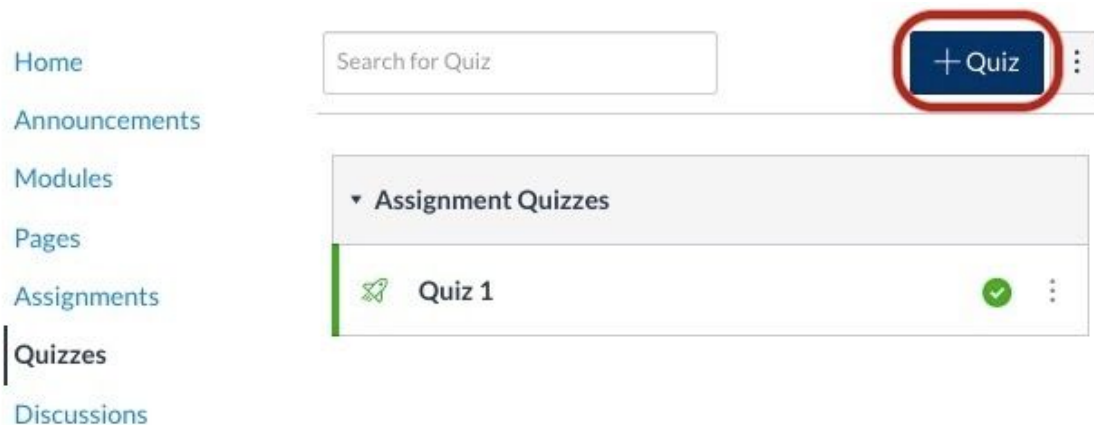 Home
Announcements
Modules
Pages
Assignments
Quizzes
Discussions
Search for Quiz
+ Quiz
Assignment Quizzes
Quiz 1